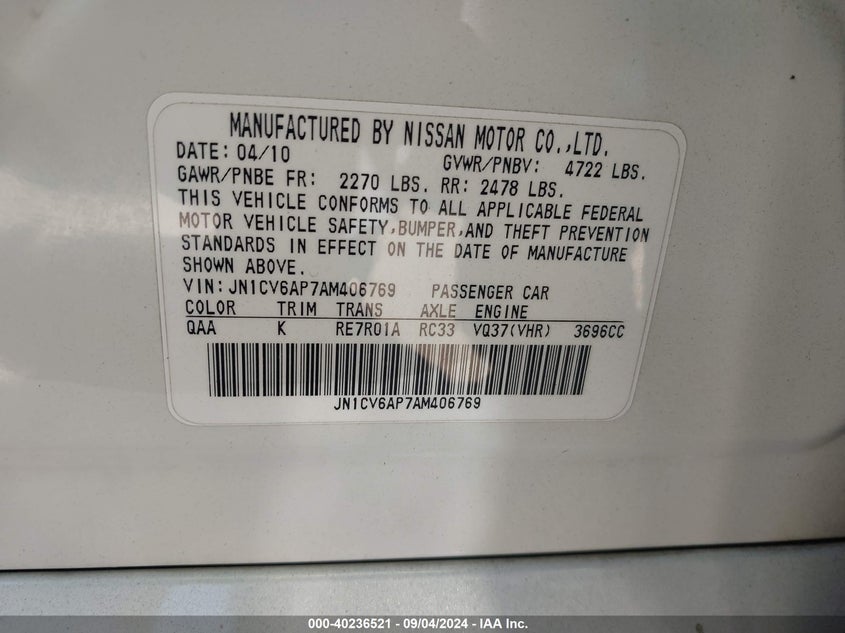 MANUFACTURED BY NISSAN MOTOR CO.,LTD.
DATE: 04/10 GVWR/PNBV: 4722 LBS.
GAWR/PNBE FR: 2270 LBS. RR: 2478 LBS.
THIS VEHICLE CONFORMS TO ALL APPLICABLE FEDERAL
MOTOR VEHICLE SAFETY,BUMPER,AND THEFT PREVENTION
STANDARDS IN EFFECT ON THE DATE OF MANUFACTURE
SHOWN ABOVE.
VIN: JN1CV6AP7AM406769 PASSENGER CAR
COLOR TRIM TRANS AXLE ENGINE
QAA K RE7R01A RC33 VQ37(VHR) 3696CC
JN1CV6AP7AM406769
000-40236521 - 09/04/2024 - IAA Inc.